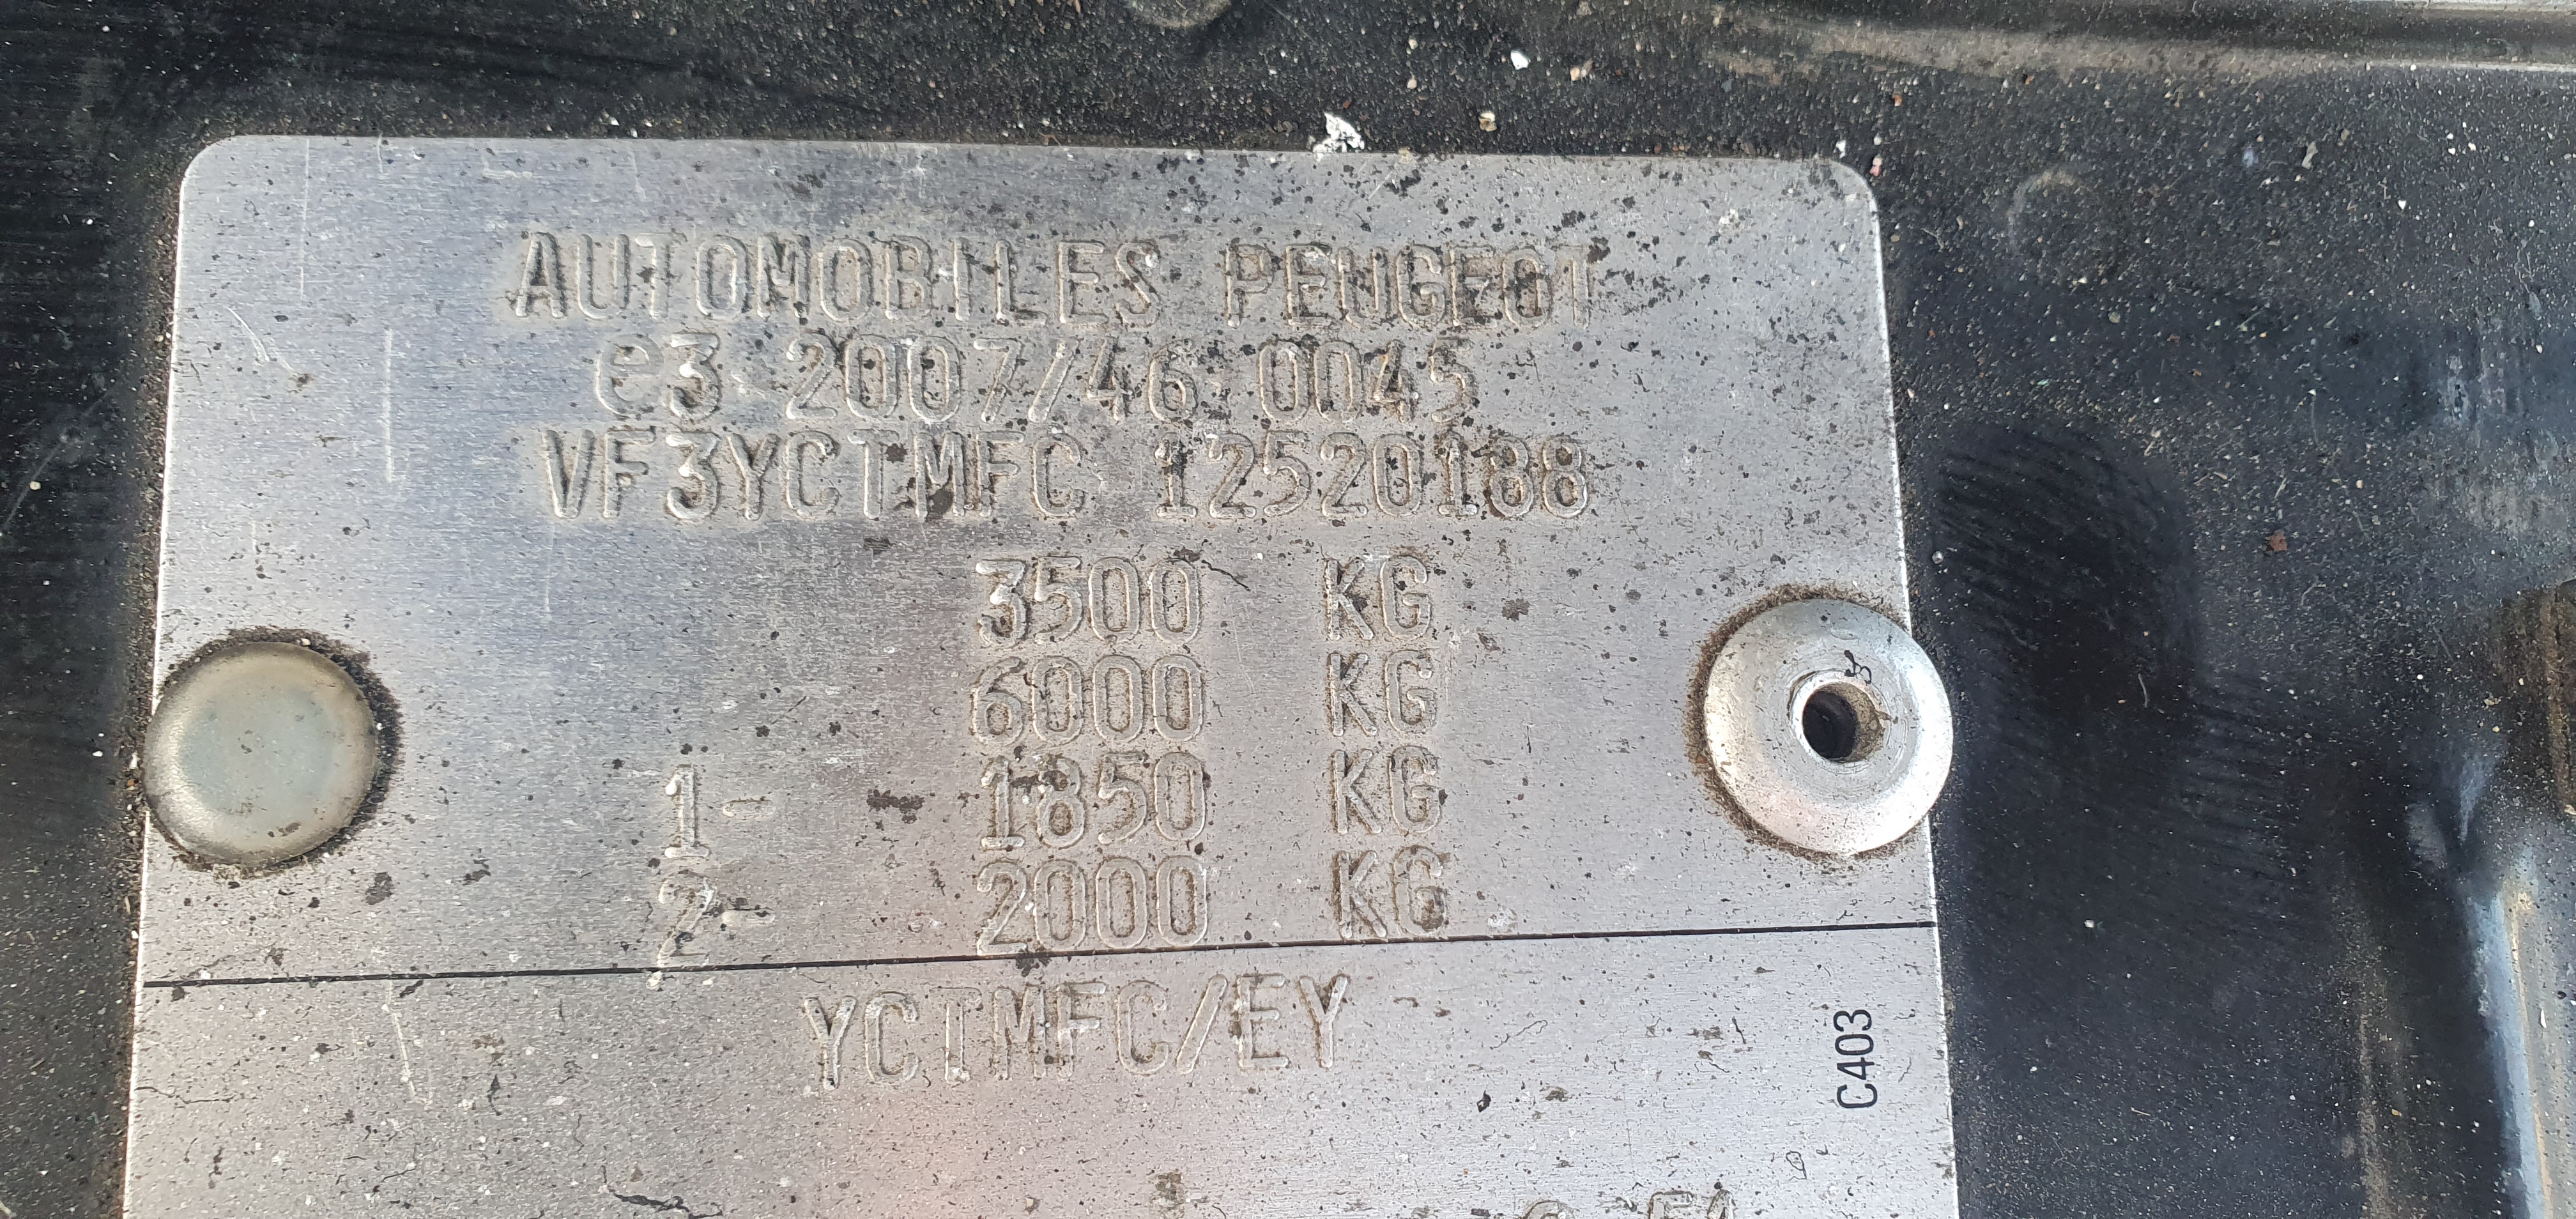 AUTOMOBILES PEUGEOT
e3 2007/46 0045
VF3YCTMFC 12520188
3500 KG
6000 KG
1- 1850 KG
2- 2000 KG
YCTMFC/EY
C403